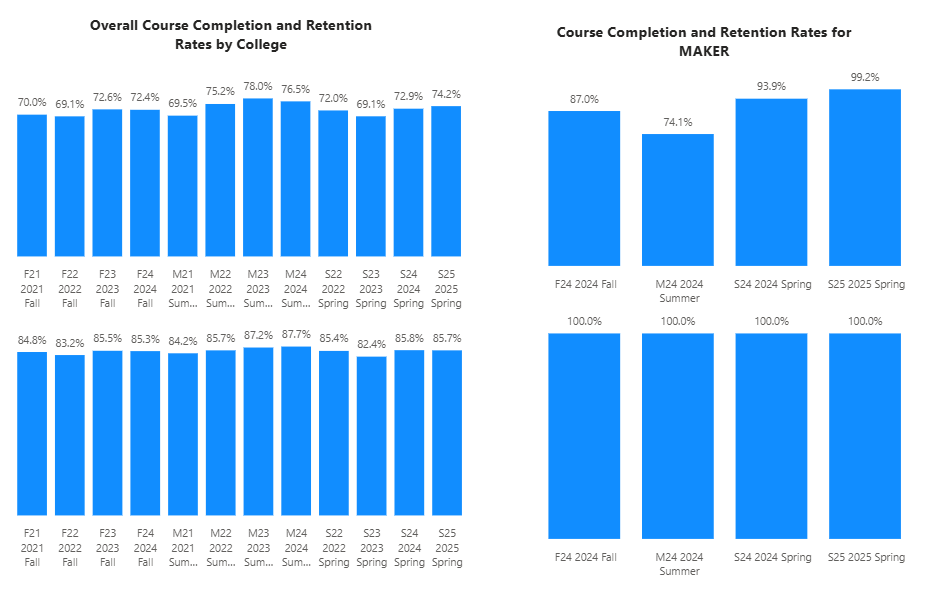 Overall Course Completion and Retention
Rates by College
70.0% 69.1% 72.6% 72.4% 69.5% 75.2% 78.0% 76.5% 72.0% 69.1% 72.9% 74.2%
F21 F22 F23 F24 M21 M22 M23 M24 S22 S23 S24 S25
2021 2022 2023 2024 2021 2022 2023 2024 2022 2023 2024 2025
Fall Fall Fall Fall Sum... Sum... Sum... Sum... Spring Spring Spring Spring
84.8% 83.2% 85.5% 85.3% 84.2% 85.7% 87.2% 87.7% 85.4% 82.4% 85.8% 85.7%
F21 F22 F23 F24 M21 M22 M23 M24 S22 S23 S24 S25
2021 2022 2023 2024 2021 2022 2023 2024 2022 2023 2024 2025
Fall Fall Fall Fall Sum... Sum... Sum... Sum... Spring Spring Spring Spring
Course Completion and Retention Rates for
MAKER
87.0% 74.1% 93.9% 99.2%
F24 2024 Fall M24 2024 S24 2024 Spring S25 2025 Spring
Summer
100.0% 100.0% 100.0% 100.0%
F24 2024 Fall M24 2024 S24 2024 Spring S25 2025 Spring
Summer